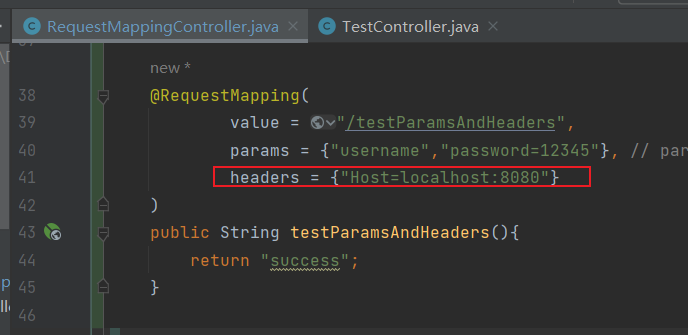 RequestMappingController.java × TestController.java ×
new *
38 @RequestMapping(
39 value = "/testParamsAndHeaders",
40 params = {"username","password=12345"}, // par
41 headers = {"Host=localhost:8080"}
42 )
43 public String testParamsAndHeaders(){
44 return "success";
45 }
46